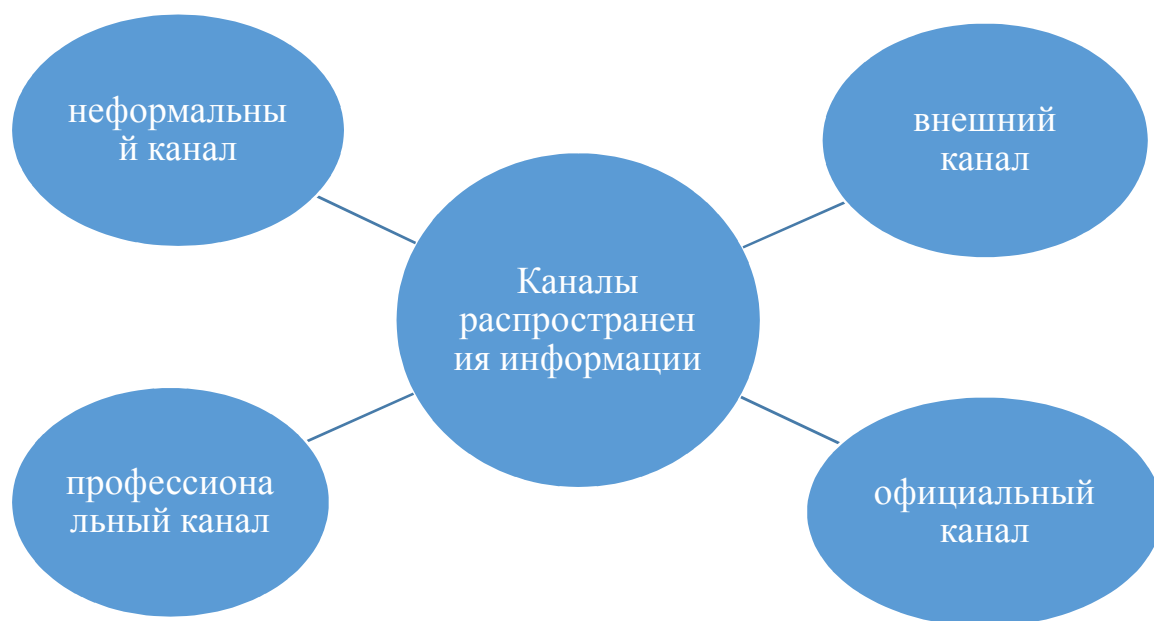 неформальны
й канал
внешний
канал
Каналы
распространен
ия информации
профессиона
льный канал
официальный
канал